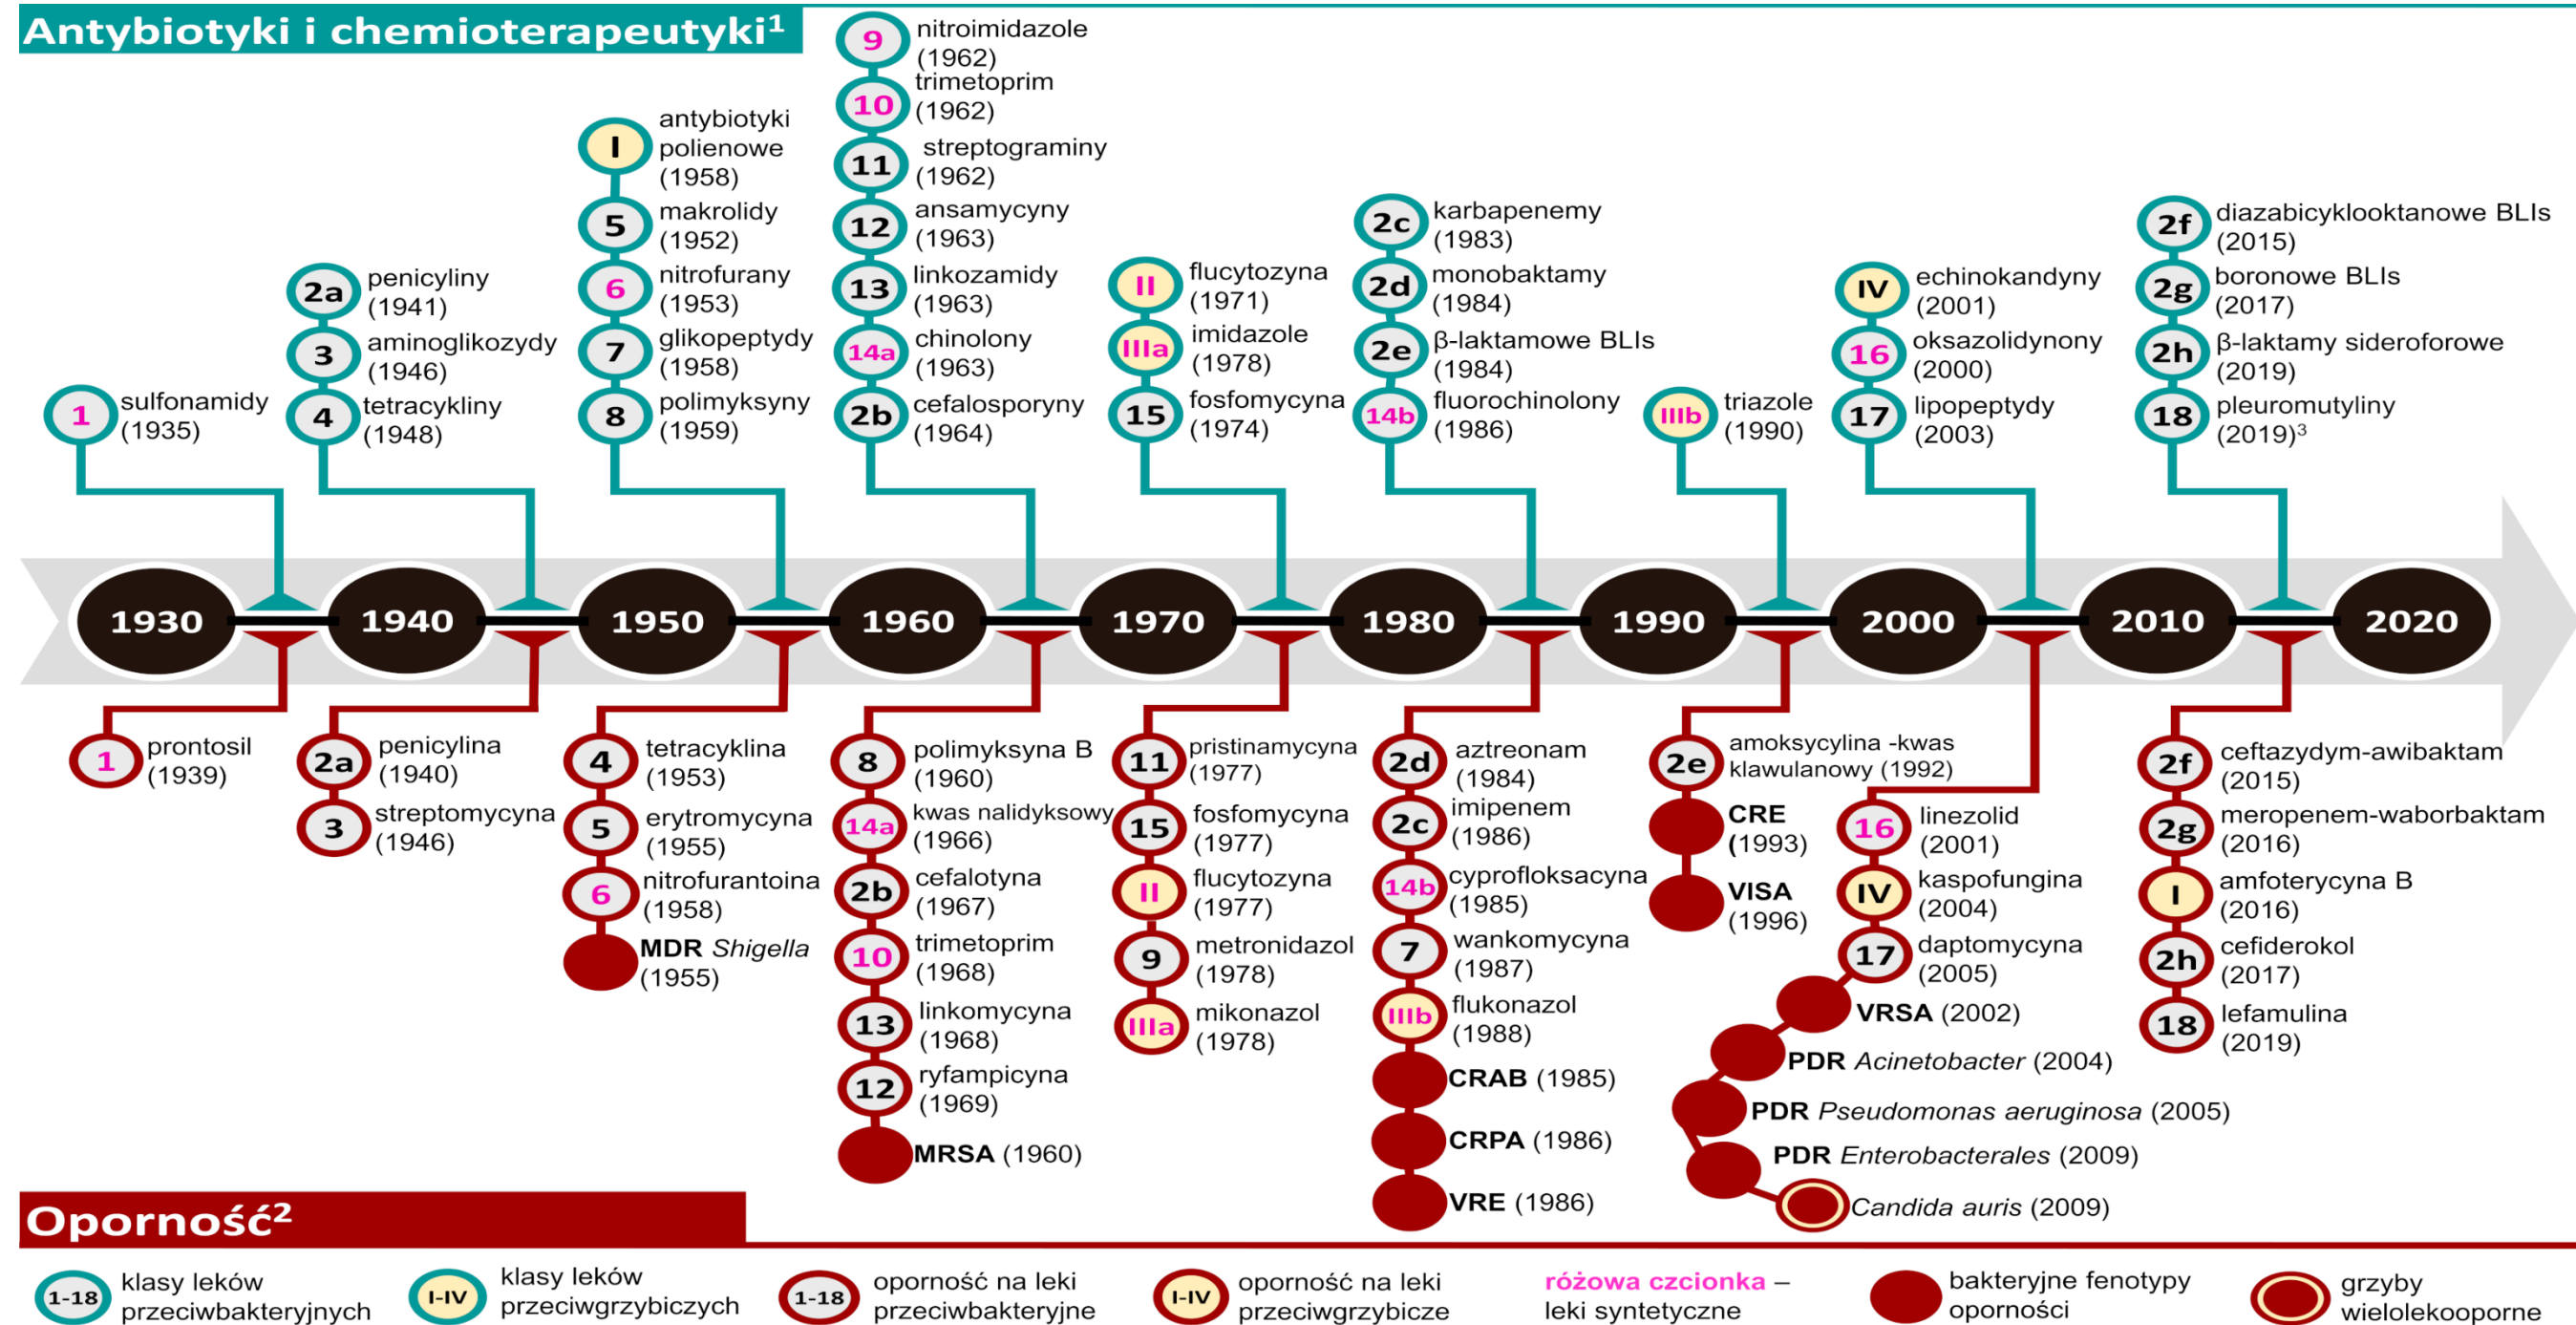 Antybiotyki i chemioterapeutyki¹
1
sulfonamidy
(1935)
2a
penicyliny
(1941)
3
aminoglikozydy
(1946)
4
tetracykliny
(1948)
I
antybiotyki
polienowe
(1958)
5
makrolidy
(1952)
6
nitrofurany
(1953)
7
glikopeptydy
(1958)
8
polimyksyny
(1959)
9
nitroimidazole
(1962)
10
trimetoprim
(1962)
11
streptograminy
(1962)
12
ansamycyny
(1963)
13
linkozamidy
(1963)
14a
chinolony
(1963)
2b
cefalosporyny
(1964)
II
flucytozyna
(1971)
IIIa
imidazole
(1978)
15
fosfomycyna
(1974)
2c
karbapenemy
(1983)
2d
monobaktamy
(1984)
2e
β-laktamowe BLIs
(1984)
14b
fluorochinolony
(1986)
IIIb
triazole
(1990)
IV
echinokandyny
(2001)
16
oksazolidynony
(2000)
17
lipopeptydy
(2003)
2f
diazabicyklooktanowe BLIs
(2015)
2g
boronowe BLIs
(2017)
2h
β-laktamy sideroforowe
(2019)
18
pleuromutyliny
(2019)³
1930 1940 1950 1960 1970 1980 1990 2000 2010 2020
1
prontosil
(1939)
2a
penicylina
(1940)
3
streptomycyna
(1946)
4
tetracyklina
(1953)
5
erytromycyna
(1955)
6
nitrofurantoina
(1958)
MDR Shigella
(1955)
8
polimyksyna B
(1960)
14a
kwas nalidyksowy
(1966)
2b
cefalotyna
(1967)
10
trimetoprim
(1968)
13
linkomycyna
(1968)
12
ryfampicyna
(1969)
MRSA (1960)
11
pristinamycyna
(1977)
15
fosfomycyna
(1977)
II
flucytozyna
(1977)
9
metronidazol
(1978)
IIIa
mikonazol
(1978)
2d
aztreonam
(1984)
2c
imipenem
(1986)
14b
cyprofloksacyna
(1985)
7
wankomycyna
(1987)
IIIb
flukonazol
(1988)
CRAB (1985)
CRPA (1986)
VRE (1986)
2e
amoksycylina -kwas
klawulanowy (1992)
CRE
(1993)
VISA
(1996)
16
linezolid
(2001)
IV
kaspofungina
(2004)
17
daptomycyna
(2005)
VRSA (2002)
PDR Acinetobacter (2004)
PDR Pseudomonas aeruginosa (2005)
PDR Enterobacterales (2009)
Candida auris (2009)
2f
ceftazydym-awibaktam
(2015)
2g
meropenem-waborbaktam
(2016)
I
amfoterycyna B
(2016)
2h
cefiderokol
(2017)
18
lefamulina
(2019)
Oporność²
1-18
klasy leków
przeciwbakteryjnych
I-IV
klasy leków
przeciwgrzybiczych
1-18
oporność na leki
przeciwbakteryjne
I-IV
oporność na leki
przeciwgrzybicze
różowa czcionka –
leki syntetyczne
bakteryjne fenotypy
oporności
grzyby
wielolekooporne